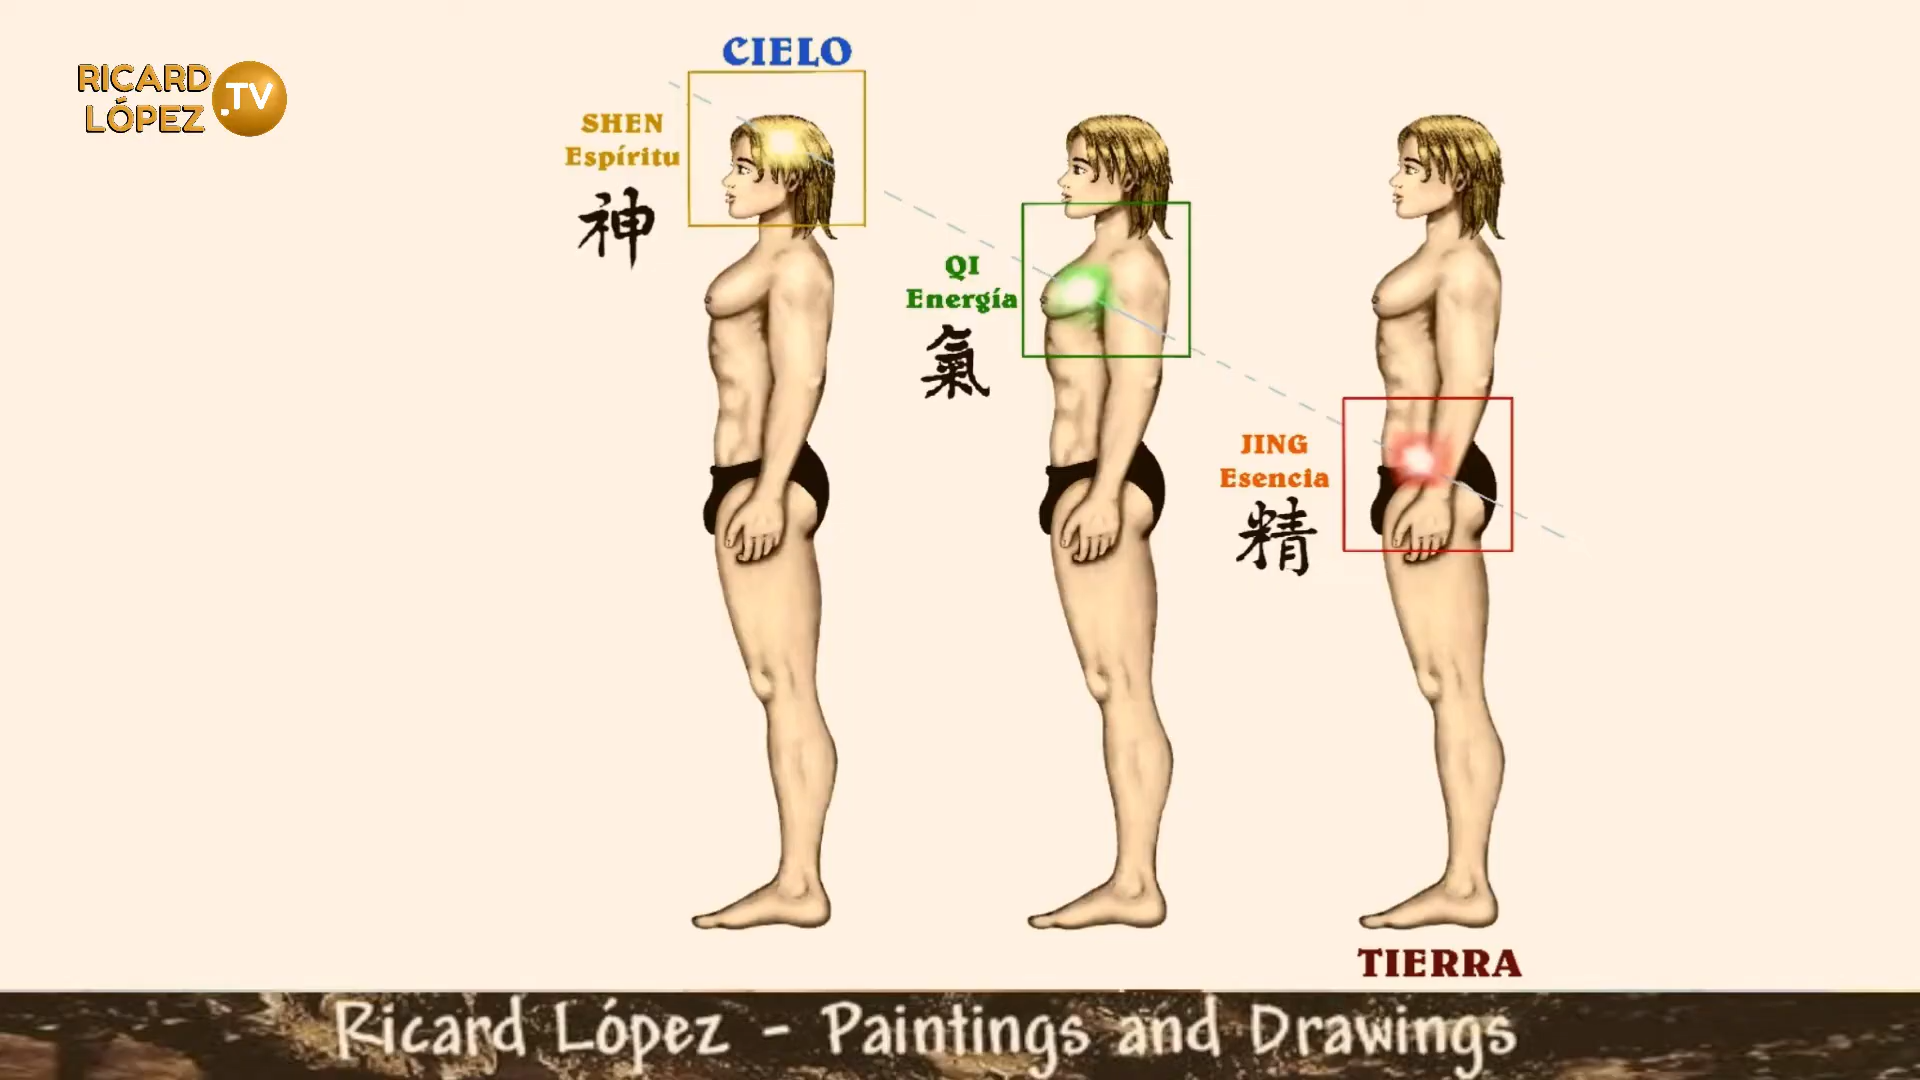 RICARD
LÓPEZ
.TV
CIELO
SHEN
Espíritu
神
QI
Energía
氣
JING
Esencia
精
TIERRA
Ricard López - Paintings and Drawings